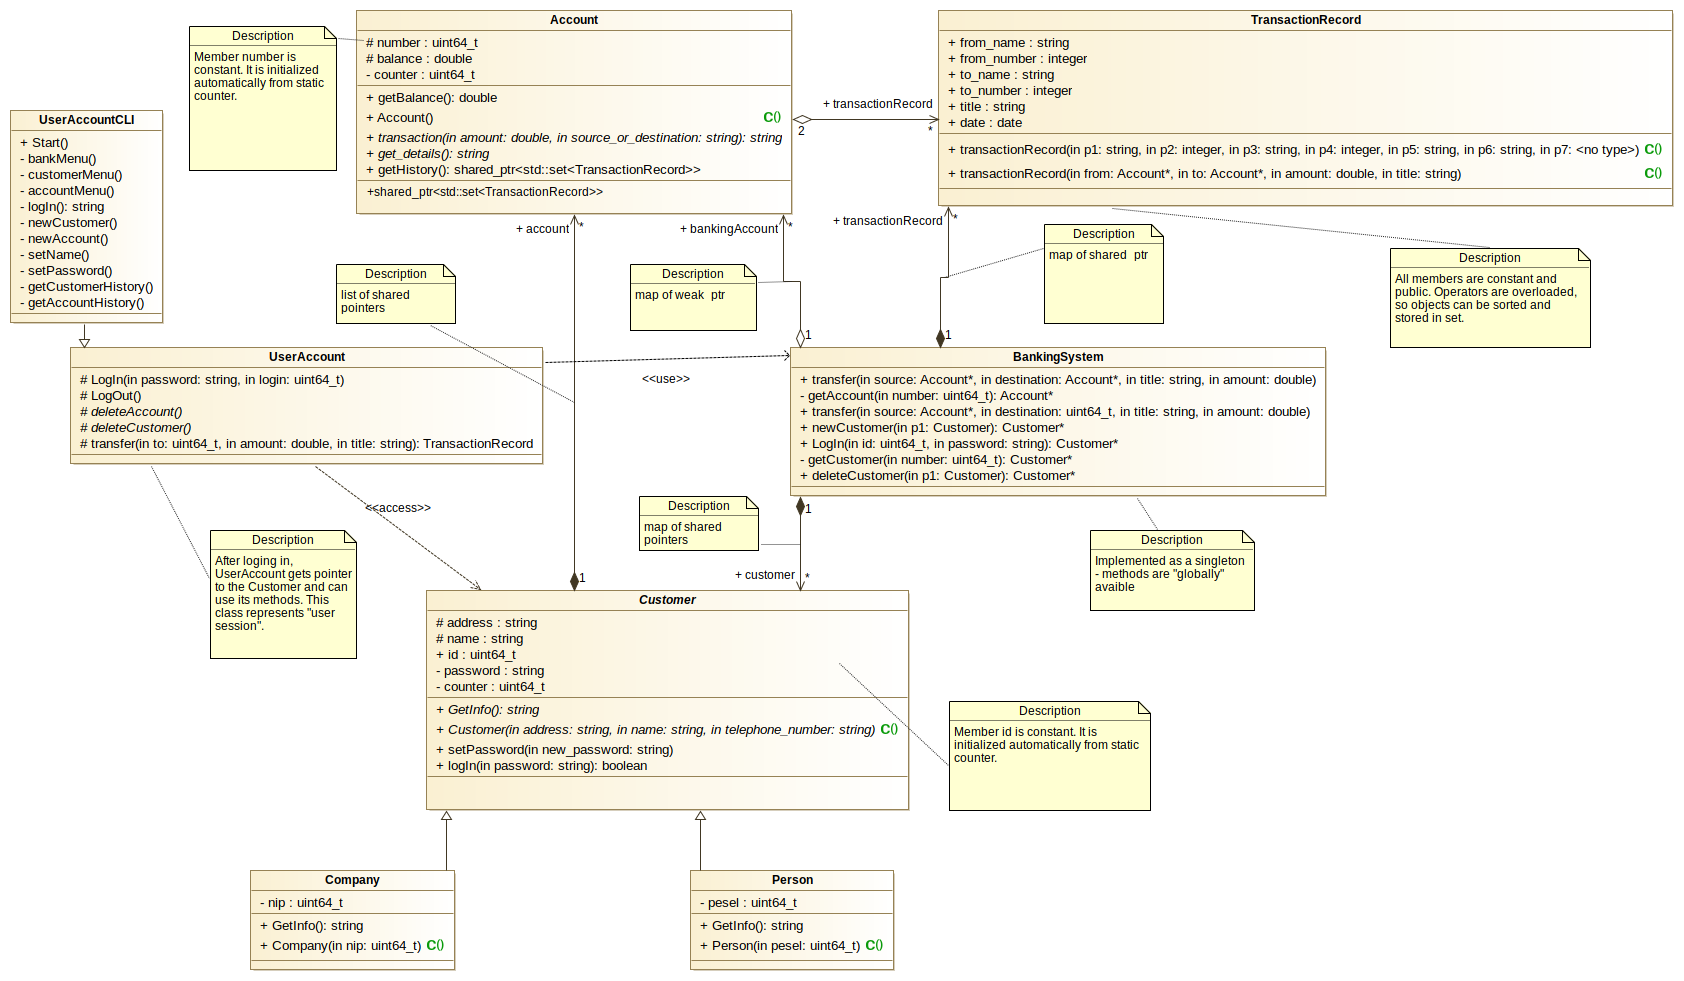 Account
# number : uint64_t
# balance : double
- counter : uint64_t
+ getBalance(): double
+ Account() C()
+ transaction(in amount: double, in source_or_destination: string): string
+ get_details(): string
+ getHistory(): shared_ptr<std::set<TransactionRecord>>
+shared_ptr<std::set<TransactionRecord>>
Description
Member number is
constant. It is initialized
automatically from static
counter.
TransactionRecord
+ from_name : string
+ from_number : integer
+ to_name : string
+ to_number : integer
+ title : string
+ date : date
+ transactionRecord(in p1: string, in p2: integer, in p3: string, in p4: integer, in p5: string, in p6: string, in p7: <no type>) C()
+ transactionRecord(in from: Account*, in to: Account*, in amount: double, in title: string) C()
+ transactionRecord
2
*
UserAccountCLI
+ Start()
- bankMenu()
- customerMenu()
- accountMenu()
- logIn(): string
- newCustomer()
- newAccount()
- setName()
- setPassword()
- getCustomerHistory()
- getAccountHistory()
+ account
*
+ bankingAccount
*
+ transactionRecord
*
Description
list of shared
pointers
Description
map of weak  ptr
Description
map of shared  ptr
Description
All members are constant and
public. Operators are overloaded,
so objects can be sorted and
stored in set.
1
1
UserAccount
# LogIn(in password: string, in login: uint64_t)
# LogOut()
# deleteAccount()
# deleteCustomer()
# transfer(in to: uint64_t, in amount: double, in title: string): TransactionRecord
<<use>>
BankingSystem
+ transfer(in source: Account*, in destination: Account*, in title: string, in amount: double)
- getAccount(in number: uint64_t): Account*
+ transfer(in source: Account*, in destination: uint64_t, in title: string, in amount: double)
+ newCustomer(in p1: Customer): Customer*
+ LogIn(in id: uint64_t, in password: string): Customer*
- getCustomer(in number: uint64_t): Customer*
+ deleteCustomer(in p1: Customer): Customer*
<<access>>
Description
map of shared
pointers
1
Description
After loging in,
UserAccount gets pointer
to the Customer and can
use its methods. This
class represents "user
session".
Description
Implemented as a singleton
- methods are "globally"
avaible
1
+ customer
*
Customer
# address : string
# name : string
+ id : uint64_t
- password : string
- counter : uint64_t
+ GetInfo(): string
+ Customer(in address: string, in name: string, in telephone_number: string) C()
+ setPassword(in new_password: string)
+ logIn(in password: string): boolean
Description
Member id is constant. It is
initialized automatically from static
counter.
Company
- nip : uint64_t
+ GetInfo(): string
+ Company(in nip: uint64_t) C()
Person
- pesel : uint64_t
+ GetInfo(): string
+ Person(in pesel: uint64_t) C()